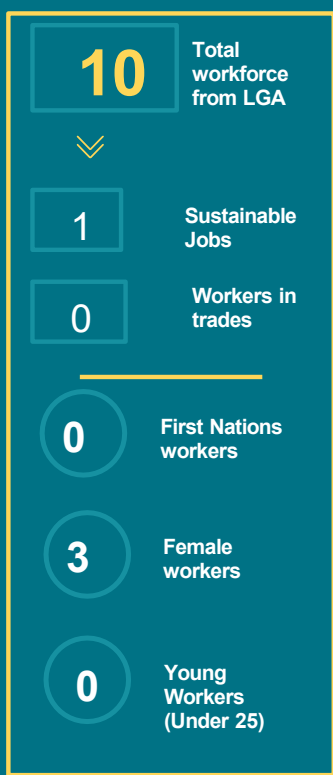 10
Total
workforce
from LGA
1
Sustainable
Jobs
0
Workers in
trades
0
First Nations
workers
3
Female
workers
0
Young
Workers
(Under 25)